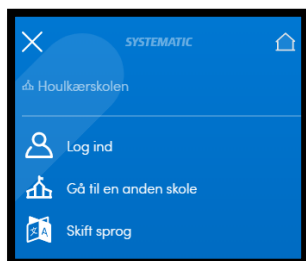 SYSTEMATIC
Houlkærskolen
Log ind
Gå til en anden skole
Skift sprog